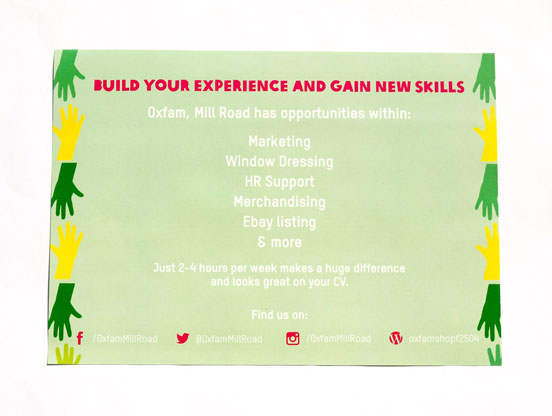 BUILD YOUR EXPERIENCE AND GAIN NEW SKILLS
Oxfam, Mill Road has opportunities within:
Marketing
Window Dressing
HR Support
Merchandising
Ebay listing
& more
Just 2-4 hours per week makes a huge difference
and looks great on your CV.
Find us on:
/OxfamMillRoad @OxfamMillRoad /OxfamMillRoad oxfamshopf2504